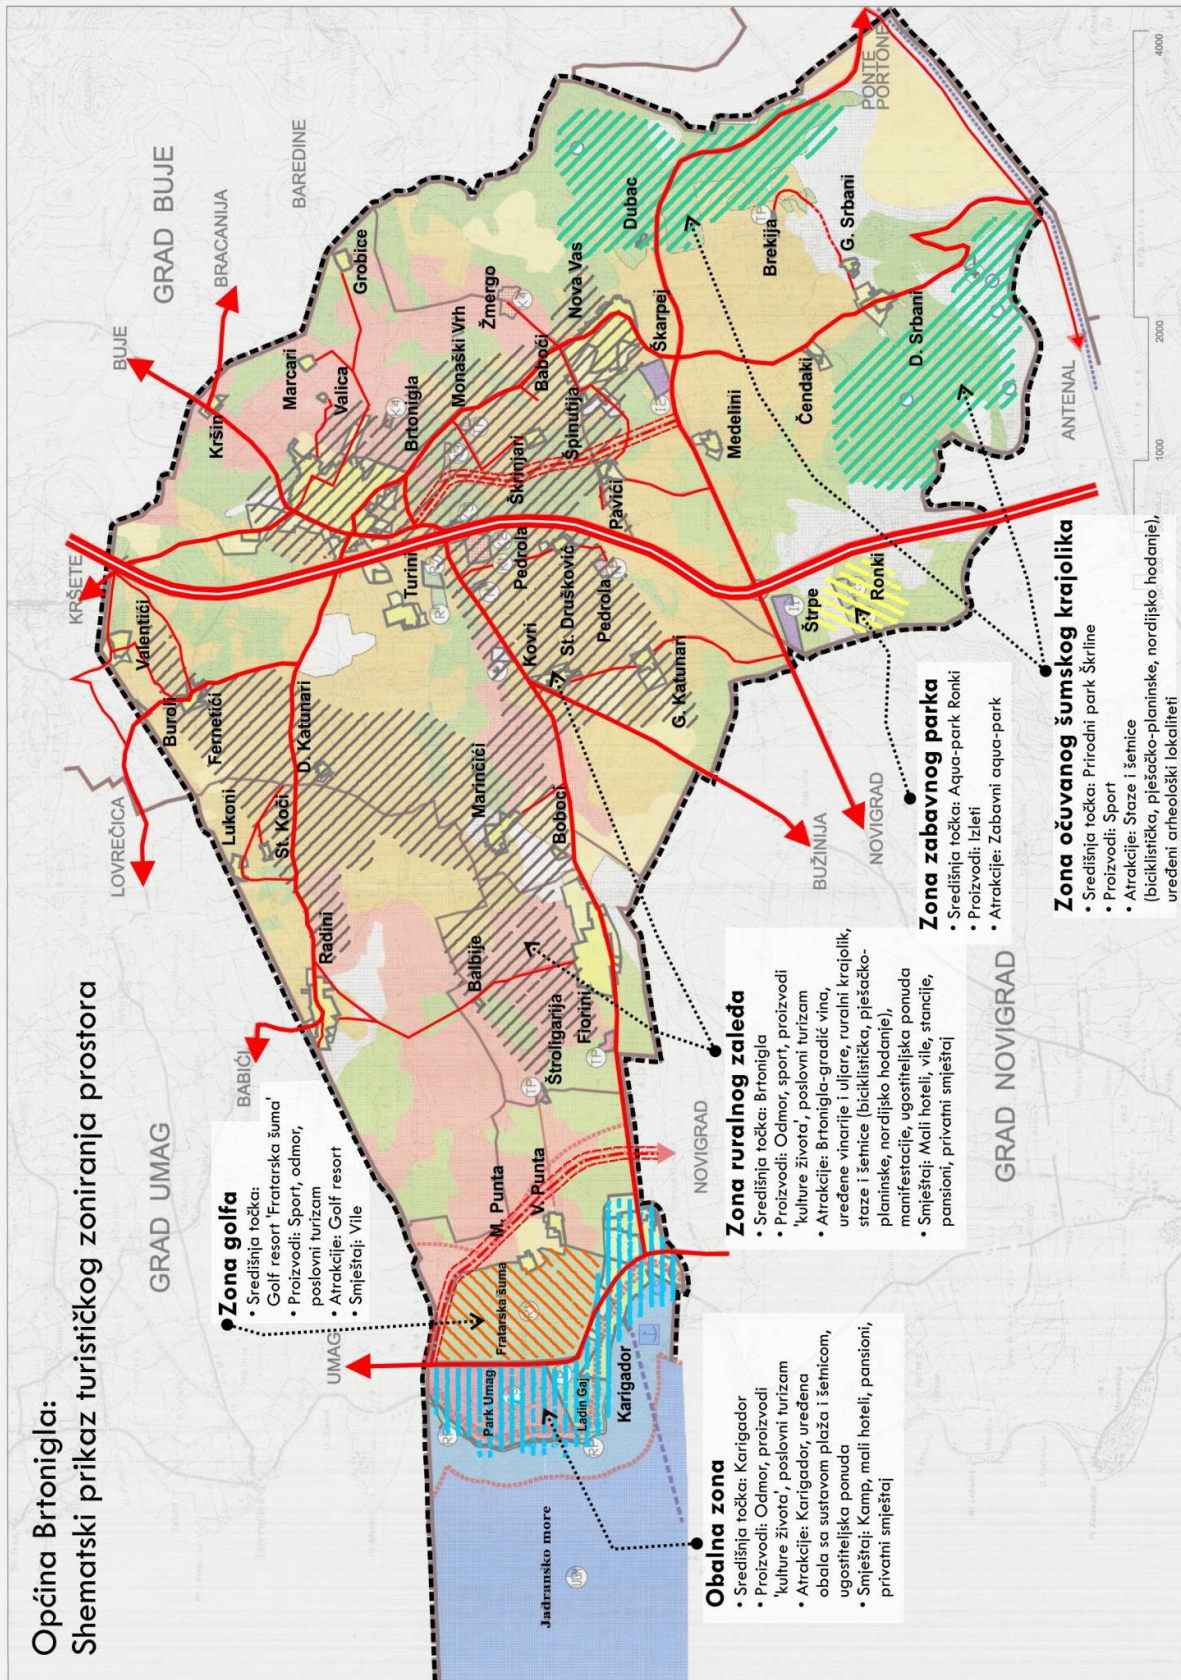 Općina Brtonigla:
Shematski prikaz turističkog zoniranja prostora
GRAD UMAG
GRAD BUJE
GRAD NOVIGRAD
UMAG
BABIĆI
LOVREČICA
KRŠETE
BUJE
BRACANIJA
BAREDINE
PONTE
PORTONE
ANTENAL
NOVIGRAD
BUŽINIJA
NOVIGRAD
Zona golfa
• Središnja točka:
Golf resort 'Fratarska šuma'
• Proizvodi: Sport, odmor,
poslovni turizam
• Atrakcije: Golf resort
• Smještaj: Vile
Obalna zona
• Središnja točka: Karigador
• Proizvodi: Odmor, proizvodi
'kulture života', poslovni turizam
• Atrakcije: Karigador, uređena
obala sa sustavom plaža i šetnicom,
ugostiteljska ponuda
• Smještaj: Kamp, mali hoteli, pansioni,
privatni smještaj
Zona ruralnog zaleđa
• Središnja točka: Brtonigla
• Proizvodi: Odmor, sport, proizvodi
'kulture života', poslovni turizam
• Atrakcije: Brtonigla-gradić vina,
uređene vinarije i uljare, ruralni krajolik,
staze i šetnice (biciklistička, pješačko-
planinske, nordijsko hodanje),
manifestacije, ugostiteljska ponuda
• Smještaj: Mali hoteli, vile, stancije,
pansioni, privatni smještaj
Zona zabavnog parka
• Središnja točka: Aqua-park Ronki
• Proizvodi: Izleti
• Atrakcije: Zabavni aqua-park
Zona očuvanog šumskog krajolika
• Središnja točka: Prirodni park Škrline
• Proizvodi: Sport
• Atrakcije: Staze i šetnice
(biciklistička, pješačko-planinske, nordijsko hodanje),
uređeni arheološki lokaliteti
Jadransko more
Park Umag
Ladin Gaj
Karigador
Fratarska šuma
M. Punta
V. Punta
Štroligarija
Fiorini
Balbije
Radini
Lukoni
St. Koči
D. Katunari
Fernetići
Buroli
Valentići
Marinčići
Boboci
Kovri
St. Drušković
G. Katunari
Pedrola
Pedrola
Turini
Škrinjari
Pavići
Špinutija
Baboći
Monaški Vrh
Brtonigla
Valica
Marcari
Kršin
Grobice
Žmergo
Nova Vas
Škarpej
Medelini
Čendaki
D. Srbani
G. Srbani
Brekija
Dubac
Štrpe
Ronki
TP
TP
TP
1000
2000
4000